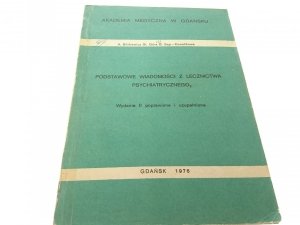 AKADEMIA MEDYCZNA W GDAŃSKU
PODSTAWOWE WIADOMOŚCI Z LECZNICTWA
PSYCHIATRYCZNEGO
Wydanie II poprawione i uzupełnione
GDAŃSK 1976